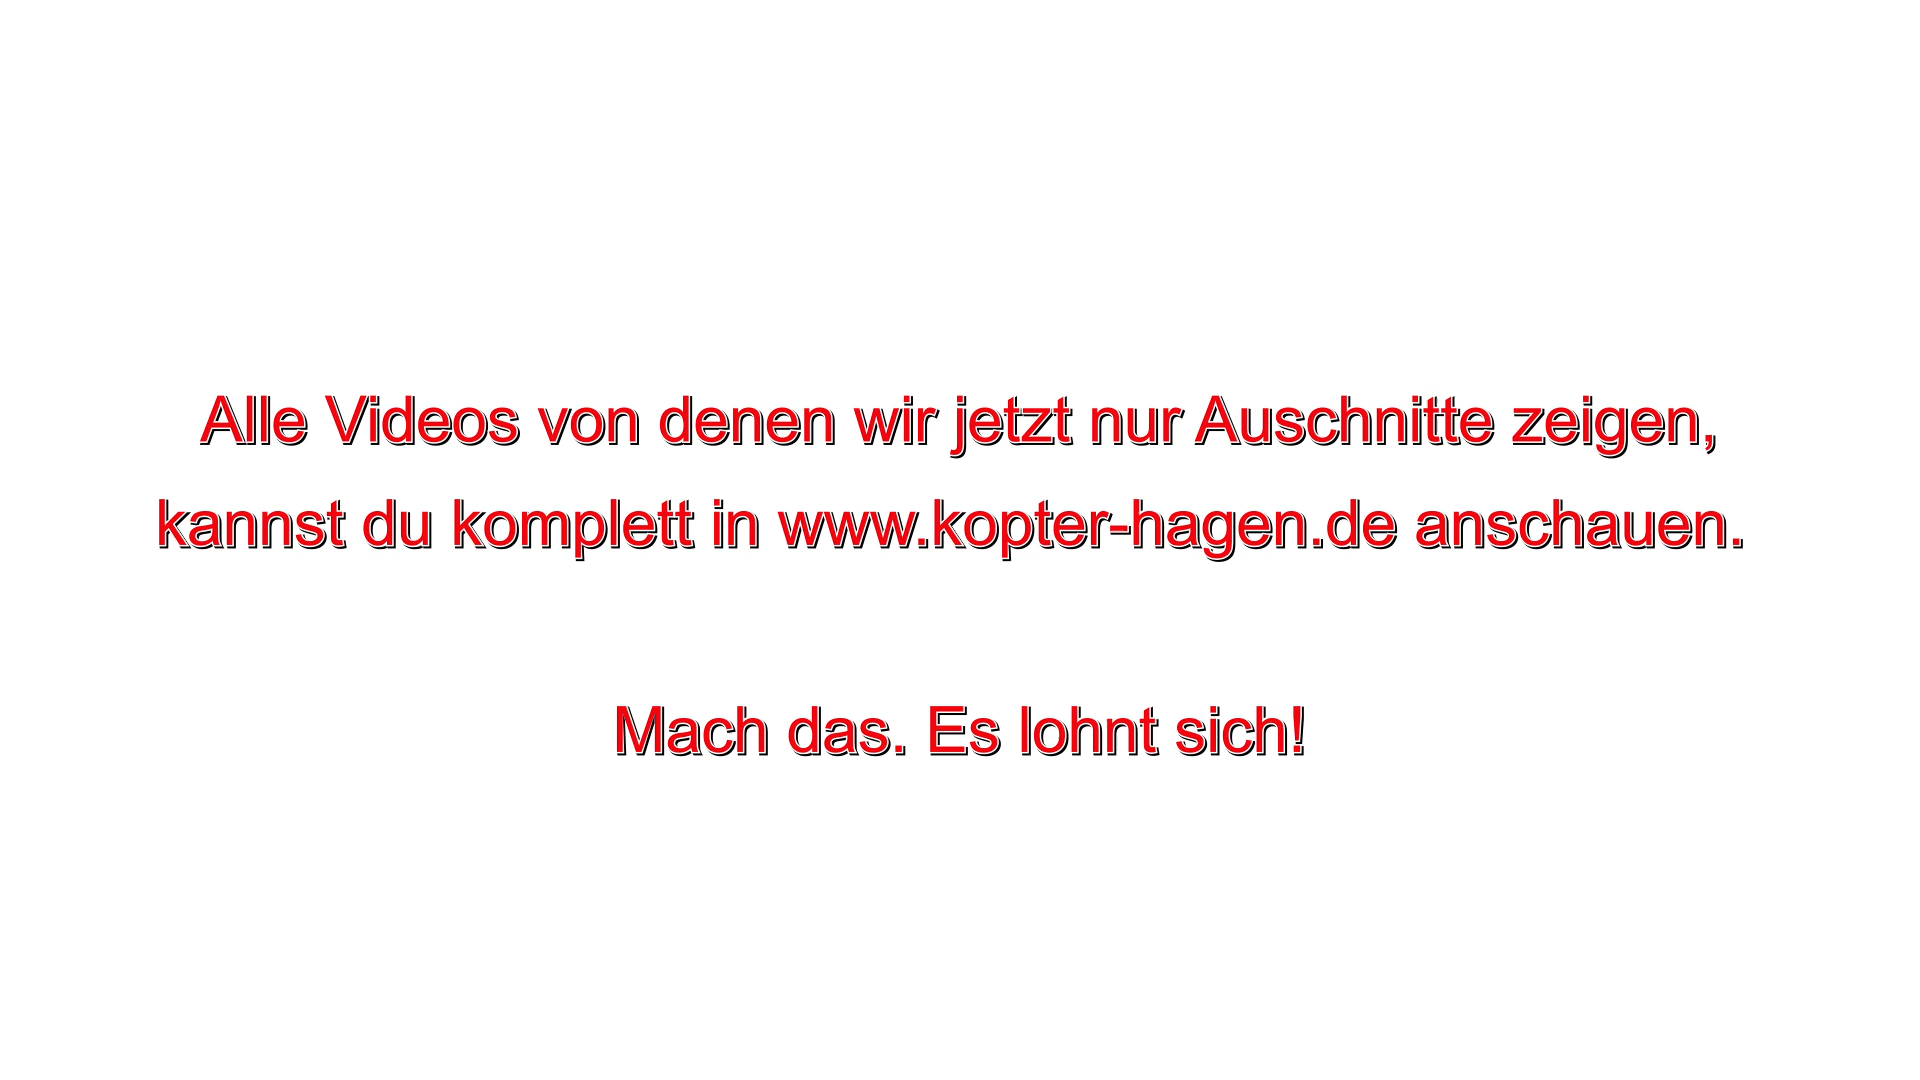 Alle Videos von denen wir jetzt nur Auschnitte zeigen,
kannst du komplett in www.kopter-hagen.de anschauen.
Mach das. Es lohnt sich!